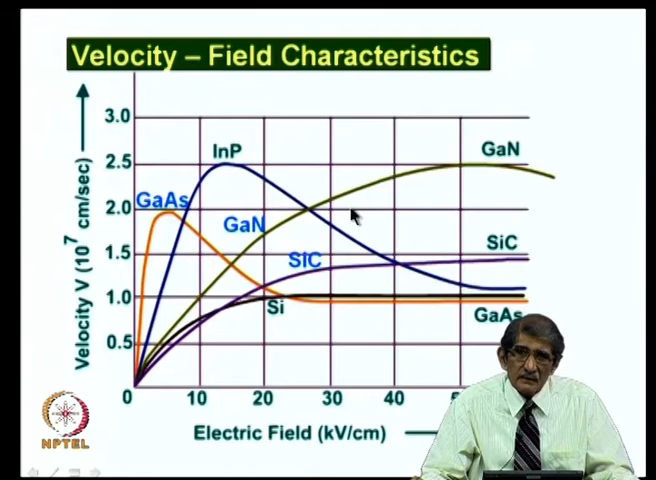 Velocity – Field Characteristics
Velocity V (10⁷ cm/sec)
3.0
2.5
2.0
1.5
1.0
0.5
InP
GaN
GaAs
GaN
SiC
SiC
Si
GaAs
0
10
20
30
40
Electric Field (kV/cm)
NPTEL